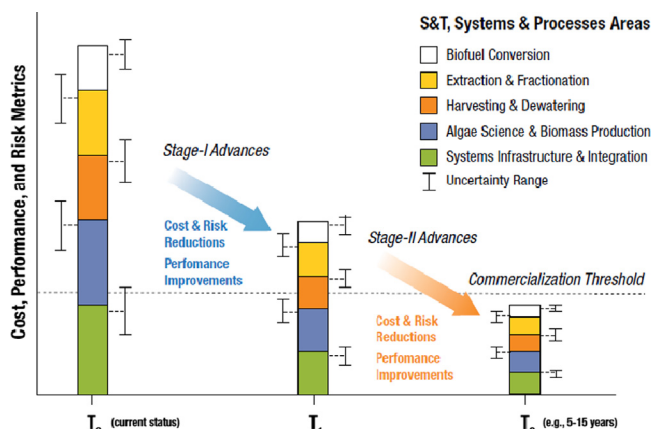 S&T, Systems & Processes Areas
Biofuel Conversion
Extraction & Fractionation
Harvesting & Dewatering
Algae Science & Biomass Production
Systems Infrastructure & Integration
Uncertainty Range
Cost, Performance, and Risk Metrics
Stage-I Advances
Cost & Risk
Reductions
Perfomance
Improvements
Stage-II Advances
Commercialization Threshold
Cost & Risk
Reductions
Perfomance
Improvements
(current status)
(e.g., 5-15 years)